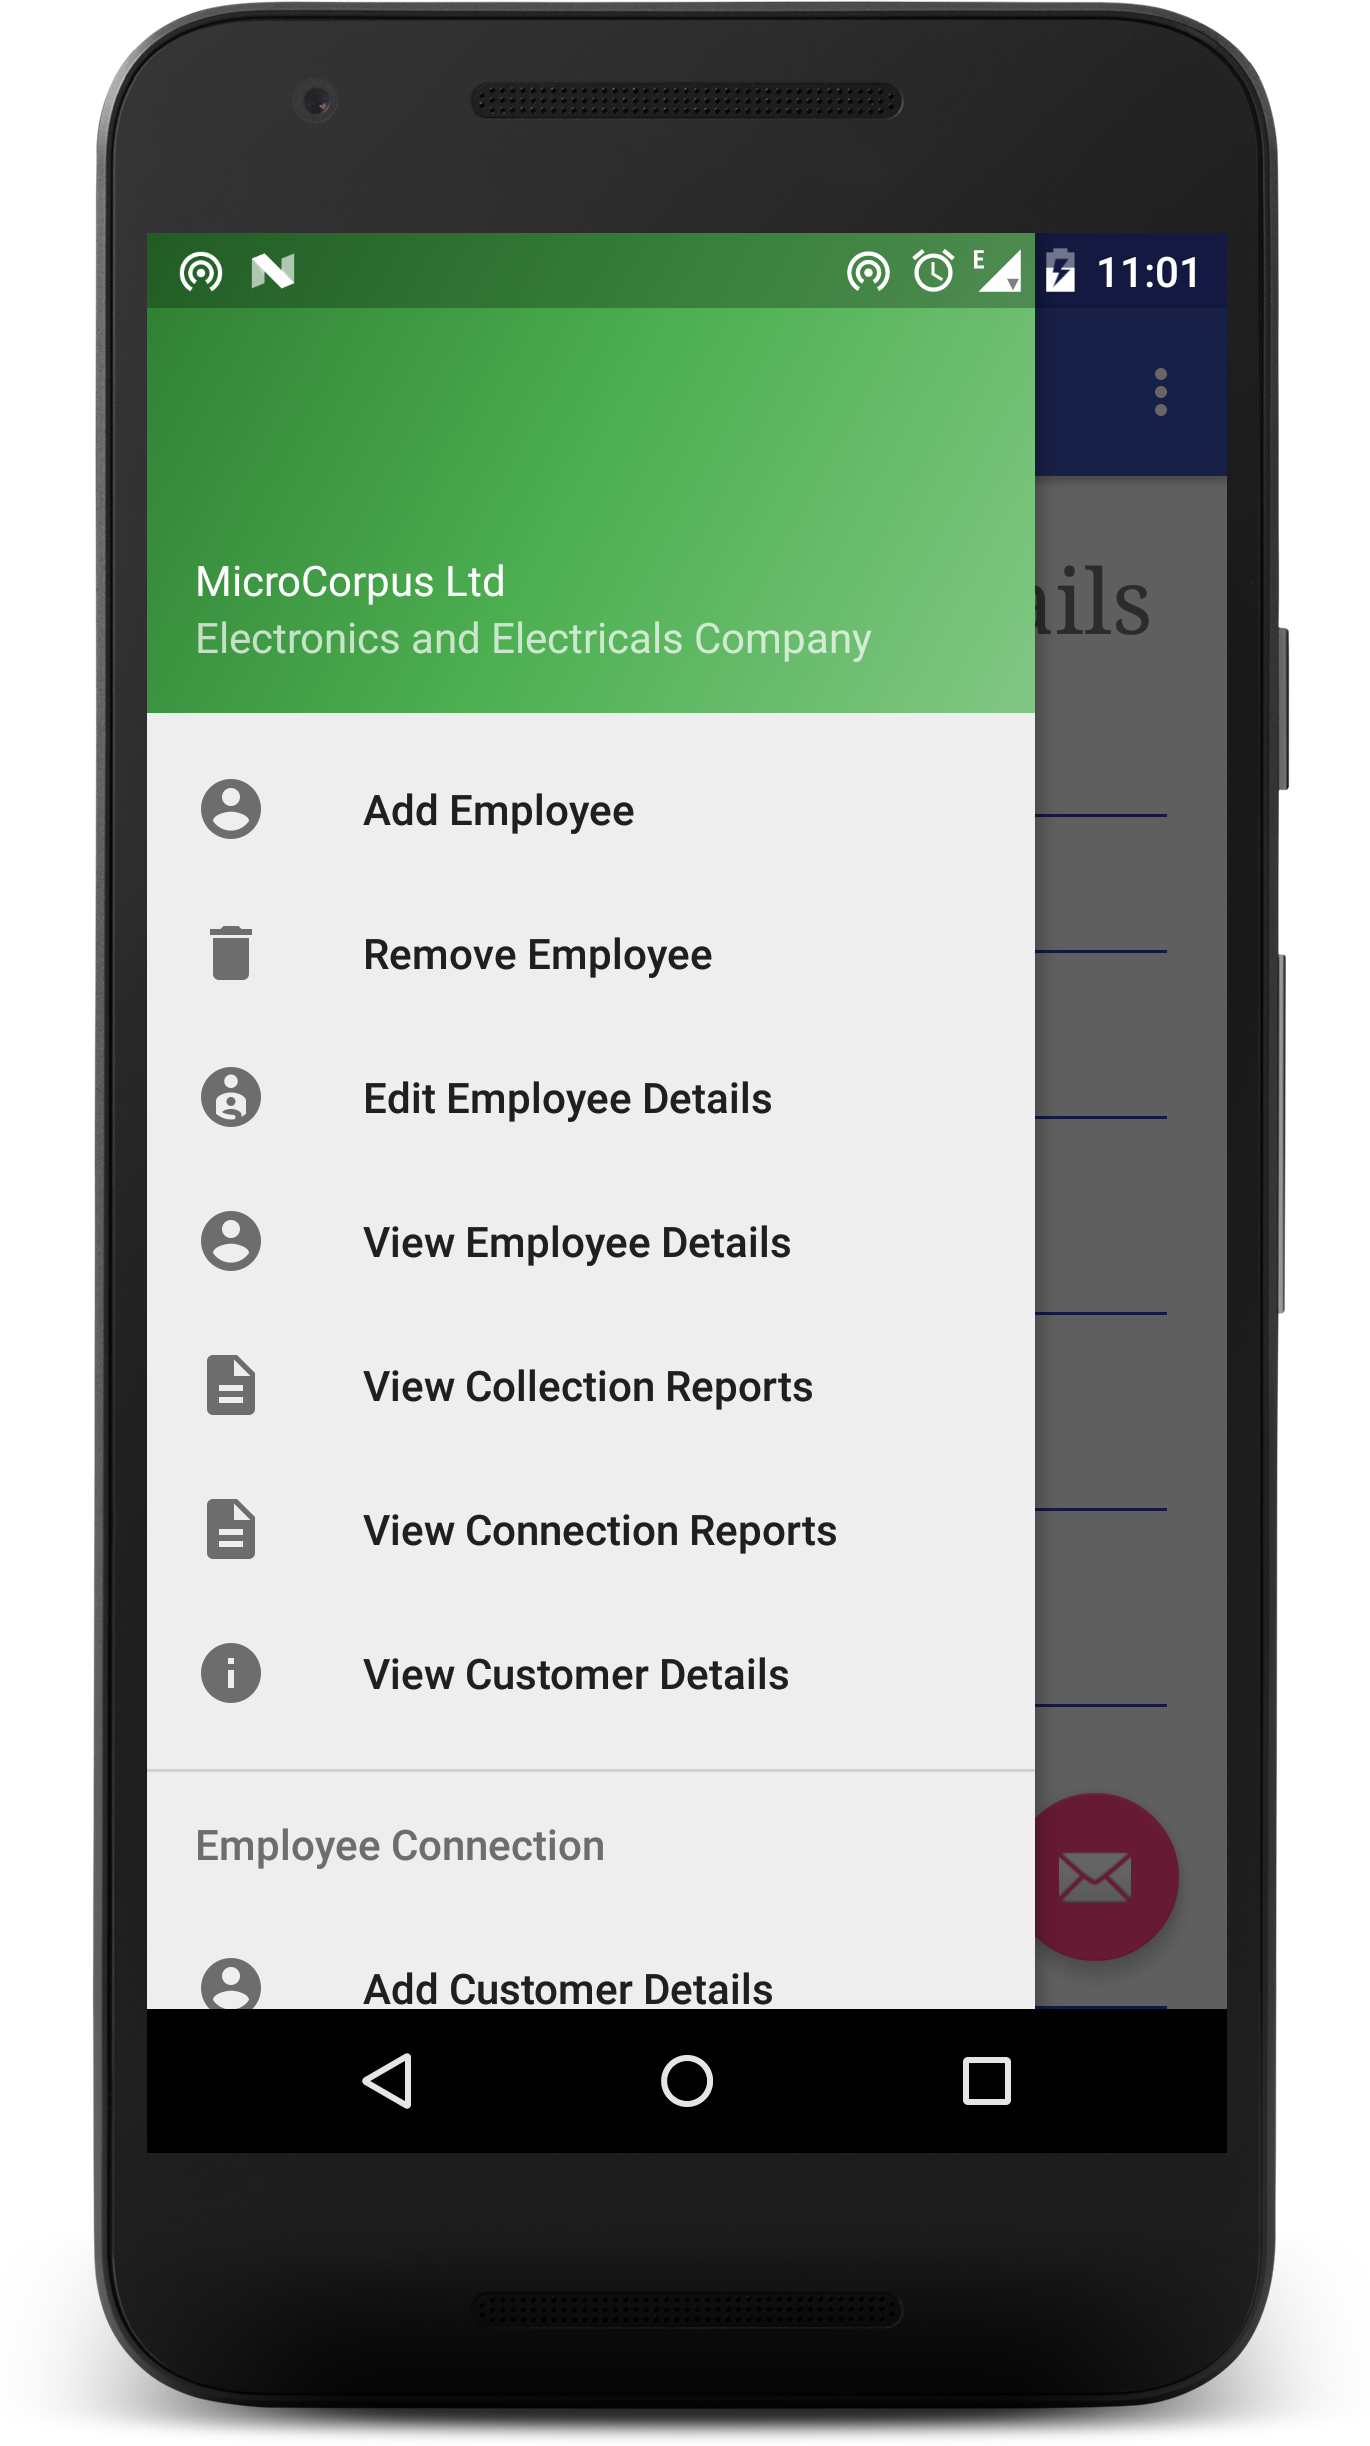 E
11:01
MicroCorpus Ltd
Electronics and Electricals Company
ails
Add Employee
Remove Employee
Edit Employee Details
View Employee Details
View Collection Reports
View Connection Reports
View Customer Details
Employee Connection
Add Customer Details